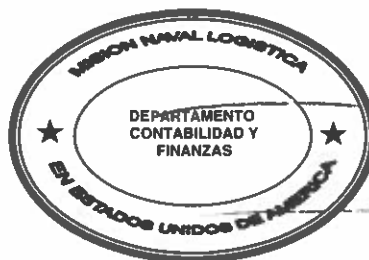 MISION NAVAL LOGISTICA
DEPARTAMENTO
CONTABILIDAD Y
FINANZAS
EN ESTADOS UNIDOS DE AMERICA